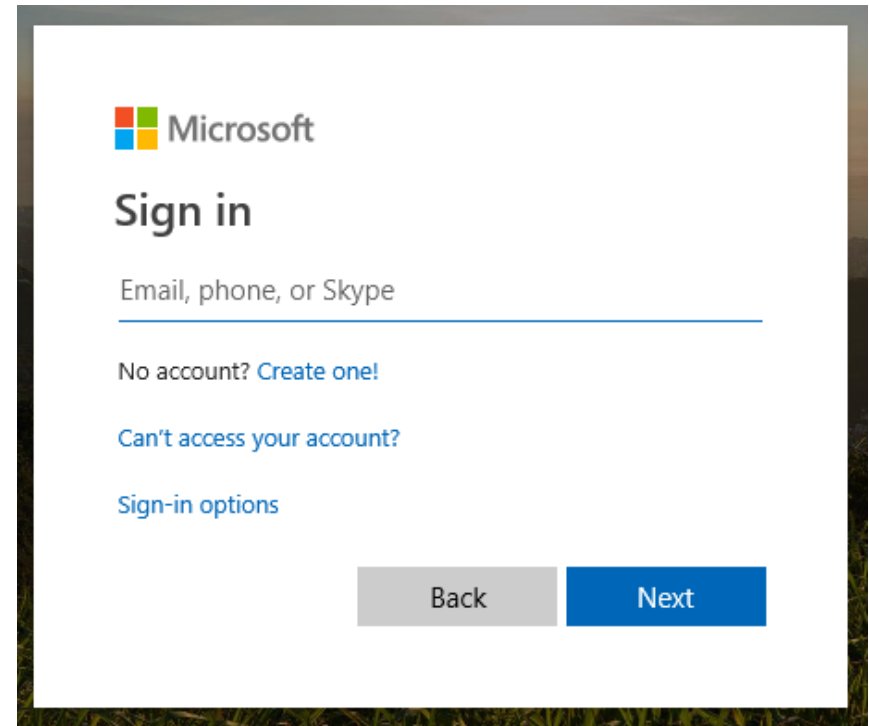 Microsoft
Sign in
Email, phone, or Skype
No account? Create one!
Can't access your account?
Sign-in options
Back Next